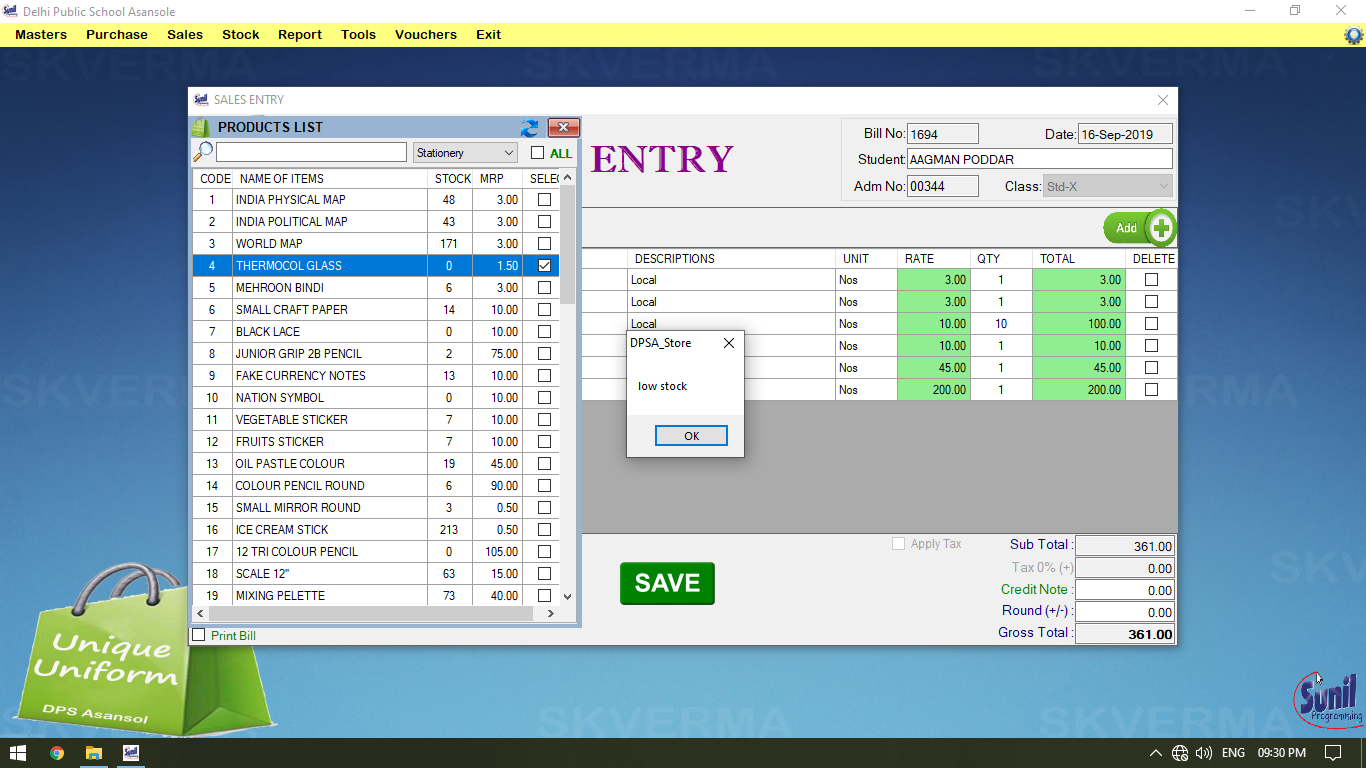 Delhi Public School Asansole
Masters Purchase Sales Stock Report Tools Vouchers Exit
SKVERMA SKVERMA SKVERMA
SALES ENTRY
PRODUCTS LIST
Stationery ALL
CODE NAME OF ITEMS STOCK MRP SELEC
1 INDIA PHYSICAL MAP 48 3.00
2 INDIA POLITICAL MAP 43 3.00
3 WORLD MAP 171 3.00
4 THERMOCOL GLASS 0 1.50
5 MEHROON BINDI 6 3.00
6 SMALL CRAFT PAPER 14 10.00
7 BLACK LACE 0 10.00
8 JUNIOR GRIP 2B PENCIL 2 75.00
9 FAKE CURRENCY NOTES 13 10.00
10 NATION SYMBOL 0 10.00
11 VEGETABLE STICKER 7 10.00
12 FRUITS STICKER 7 10.00
13 OIL PASTLE COLOUR 19 45.00
14 COLOUR PENCIL ROUND 6 90.00
15 SMALL MIRROR ROUND 3 0.50
16 ICE CREAM STICK 213 0.50
17 12 TRI COLOUR PENCIL 0 105.00
18 SCALE 12" 63 15.00
19 MIXING PELETTE 73 40.00
Print Bill
ENTRY
Bill No: 1694 Date: 16-Sep-2019
Student: AAGMAN PODDAR
Adm No: 00344 Class: Std-X
Add
DESCRIPTIONS UNIT RATE QTY TOTAL DELETE
Local Nos 3.00 1 3.00
Local Nos 3.00 1 3.00
Local Nos 10.00 10 100.00
Nos 10.00 1 10.00
Nos 45.00 1 45.00
Nos 200.00 1 200.00
DPSA_Store
low stock
OK
SAVE
Apply Tax
Sub Total : 361.00
Tax 0% (+) 0.00
Credit Note : 0.00
Round (+/-) : 0.00
Gross Total : 361.00
Unique
Uniform
DPS Asansol
SKVERMA SKVERMA SKVERMA
Sunil
Programming
ENG 09:30 PM